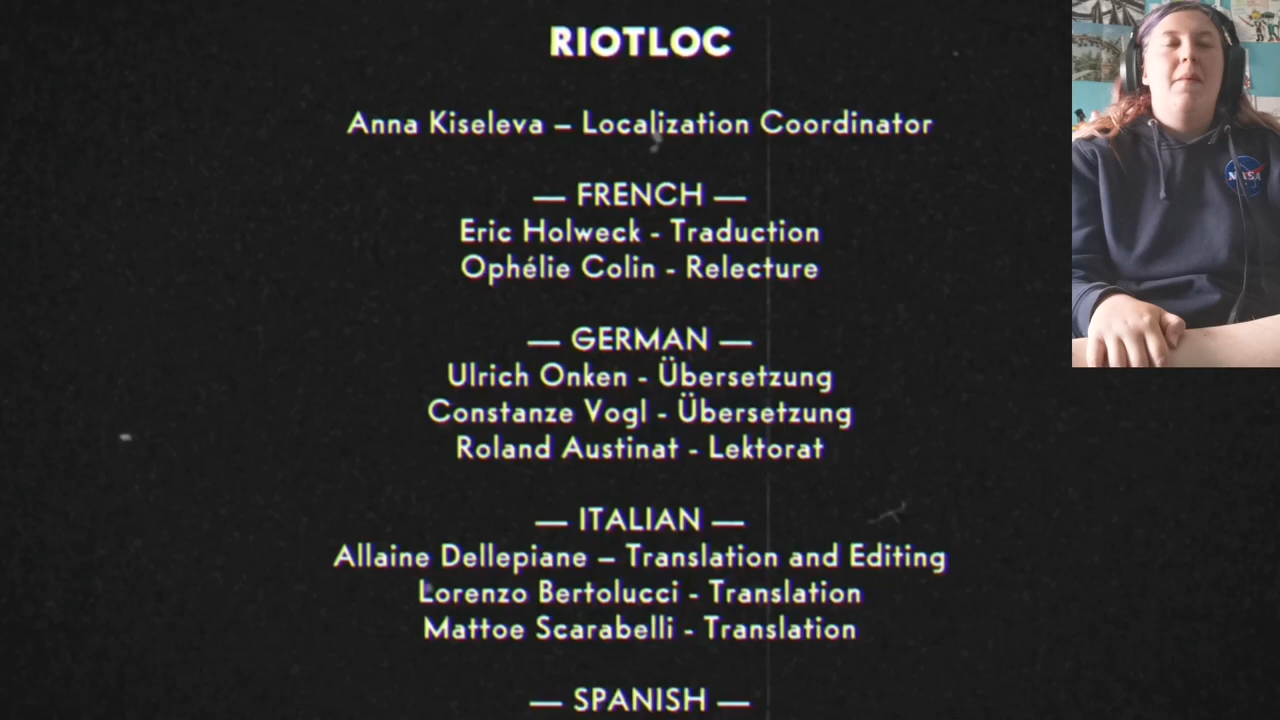 RIOTLOC
Anna Kiseleva – Localization Coordinator
— FRENCH —
Eric Holweck - Traduction
Ophélie Colin - Relecture
— GERMAN —
Ulrich Onken - Übersetzung
Constanze Vogl - Übersetzung
Roland Austinat - Lektorat
— ITALIAN —
Allaine Dellepiane – Translation and Editing
Lorenzo Bertolucci - Translation
Mattoe Scarabelli - Translation
— SPANISH —
NASA